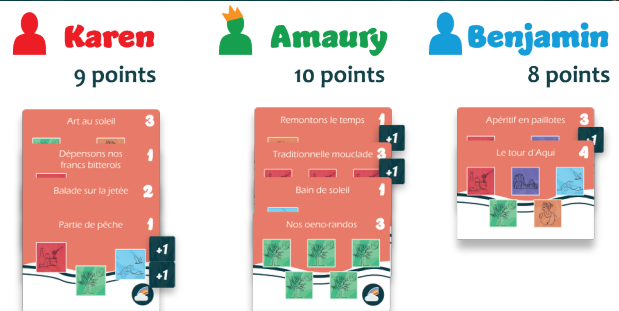 Karen
9 points
Art au soleil 3
Dépensons nos
francs bitterois 1
Balade sur la jetée 2
Partie de pêche 1
+1
+1
Amaury
10 points
Remontons le temps 1
+1
Traditionnelle mouclade 3
+1
Bain de soleil 1
Nos oeno-randos 3
Benjamin
8 points
Apéritif en paillotes 3
+1
Le tour d'Aqui 4